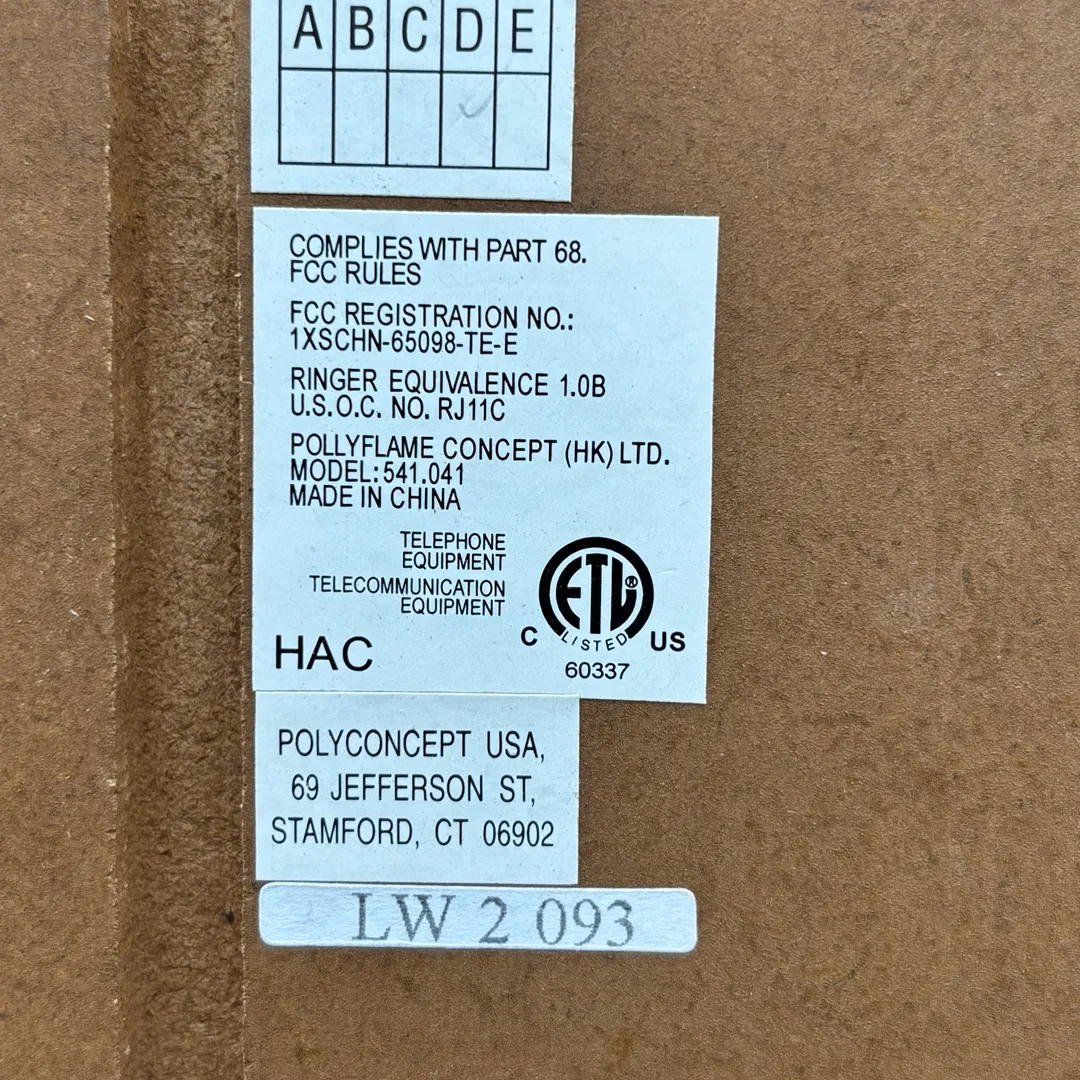 A B C D E
COMPLIES WITH PART 68.
FCC RULES
FCC REGISTRATION NO.:
1XSCHN-65098-TE-E
RINGER EQUIVALENCE 1.0B
U.S.O.C. NO. RJ11C
POLLYFLAME CONCEPT (HK) LTD.
MODEL:541.041
MADE IN CHINA
TELEPHONE
EQUIPMENT
TELECOMMUNICATION
EQUIPMENT
HAC
ETL®
LISTED
C US
60337
POLYCONCEPT USA,
69 JEFFERSON ST,
STAMFORD, CT 06902
LW 2 093